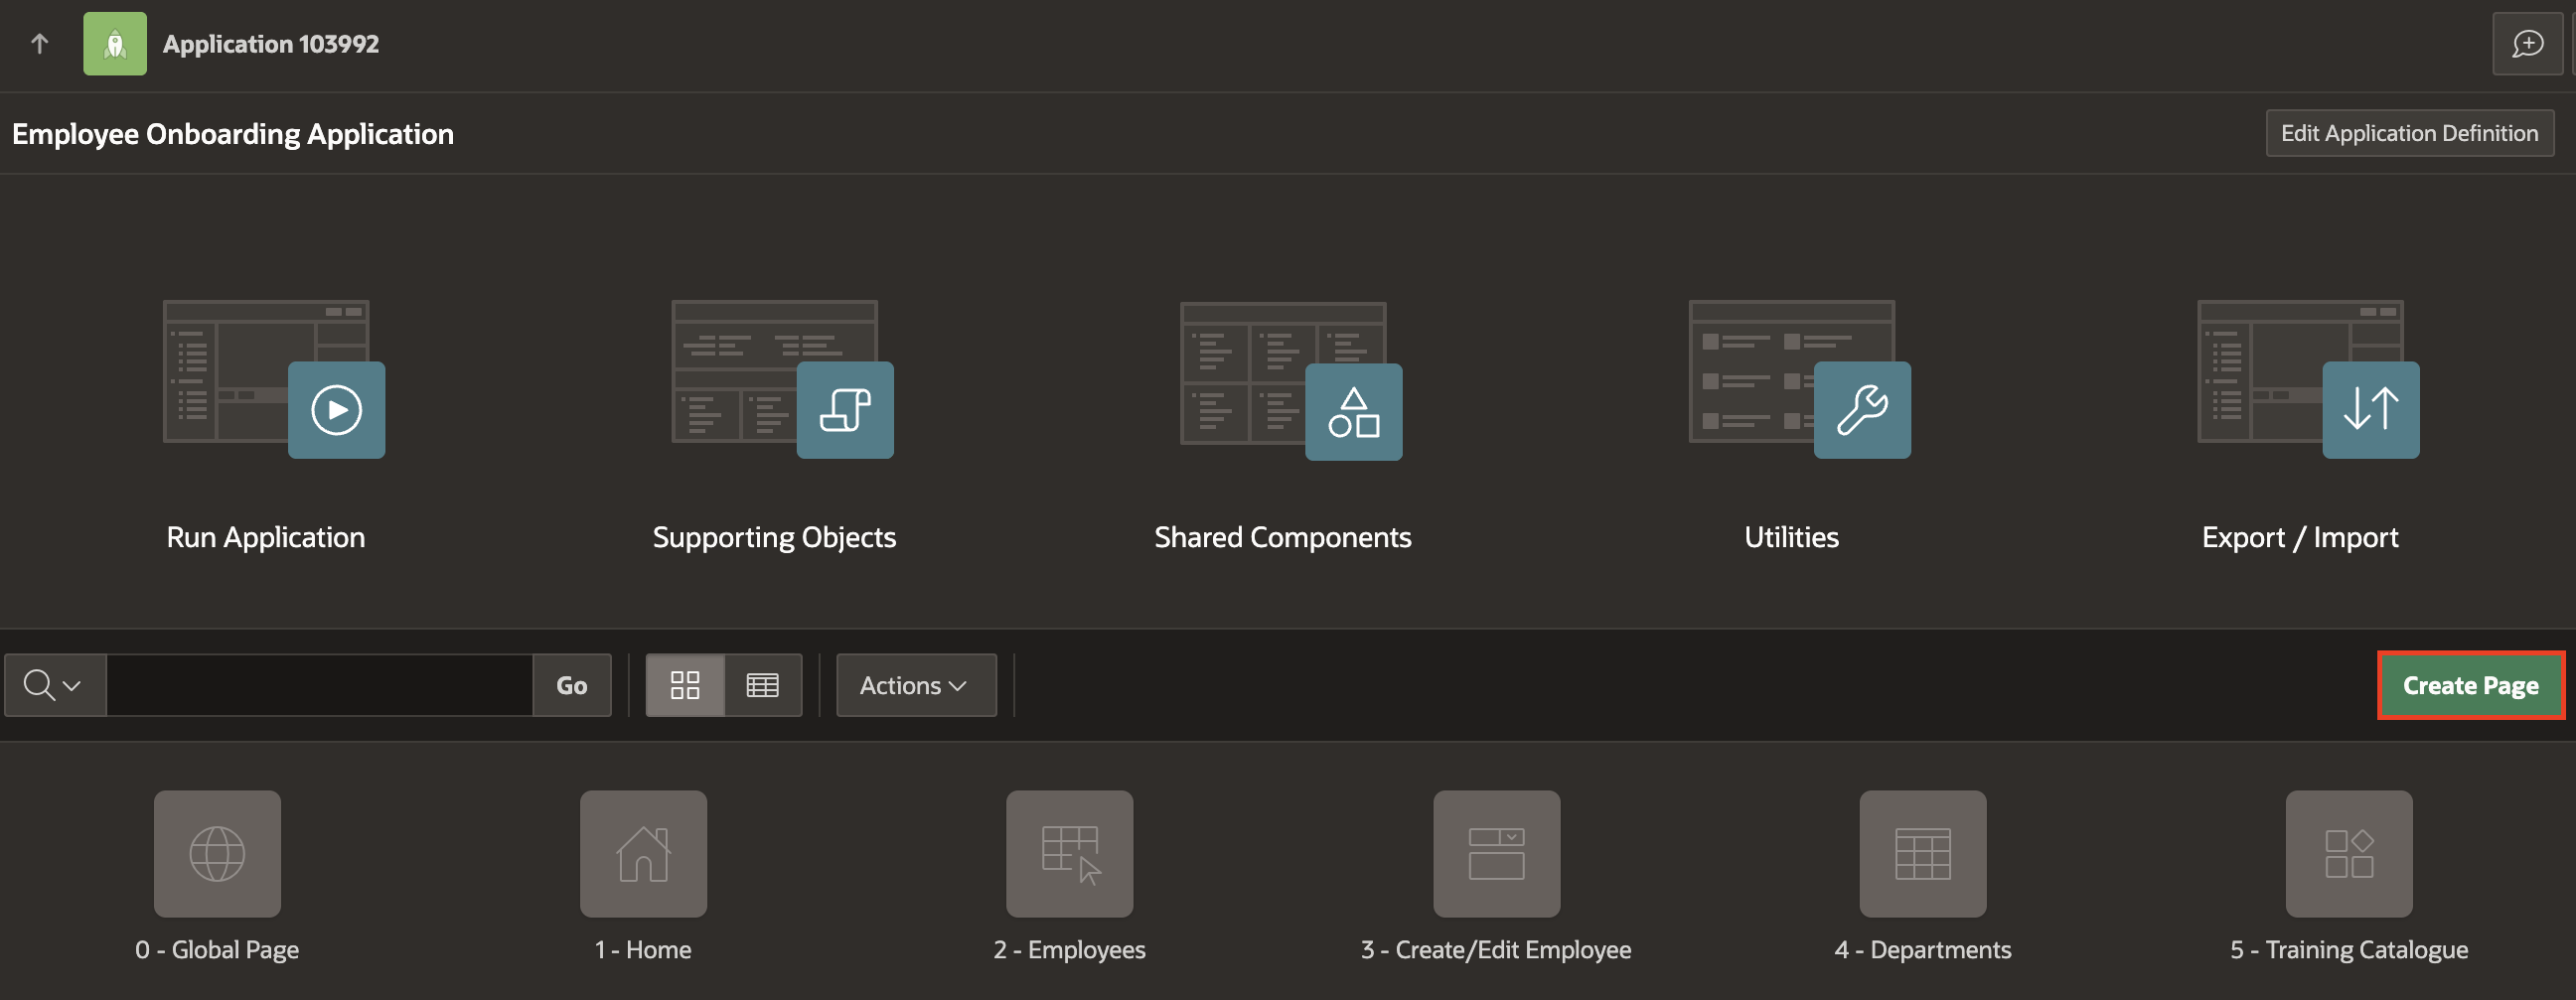 Application 103992
Employee Onboarding Application
Edit Application Definition
Run Application
Supporting Objects
Shared Components
Utilities
Export / Import
Go
Actions
Create Page
0 - Global Page
1 - Home
2 - Employees
3 - Create/Edit Employee
4 - Departments
5 - Training Catalogue